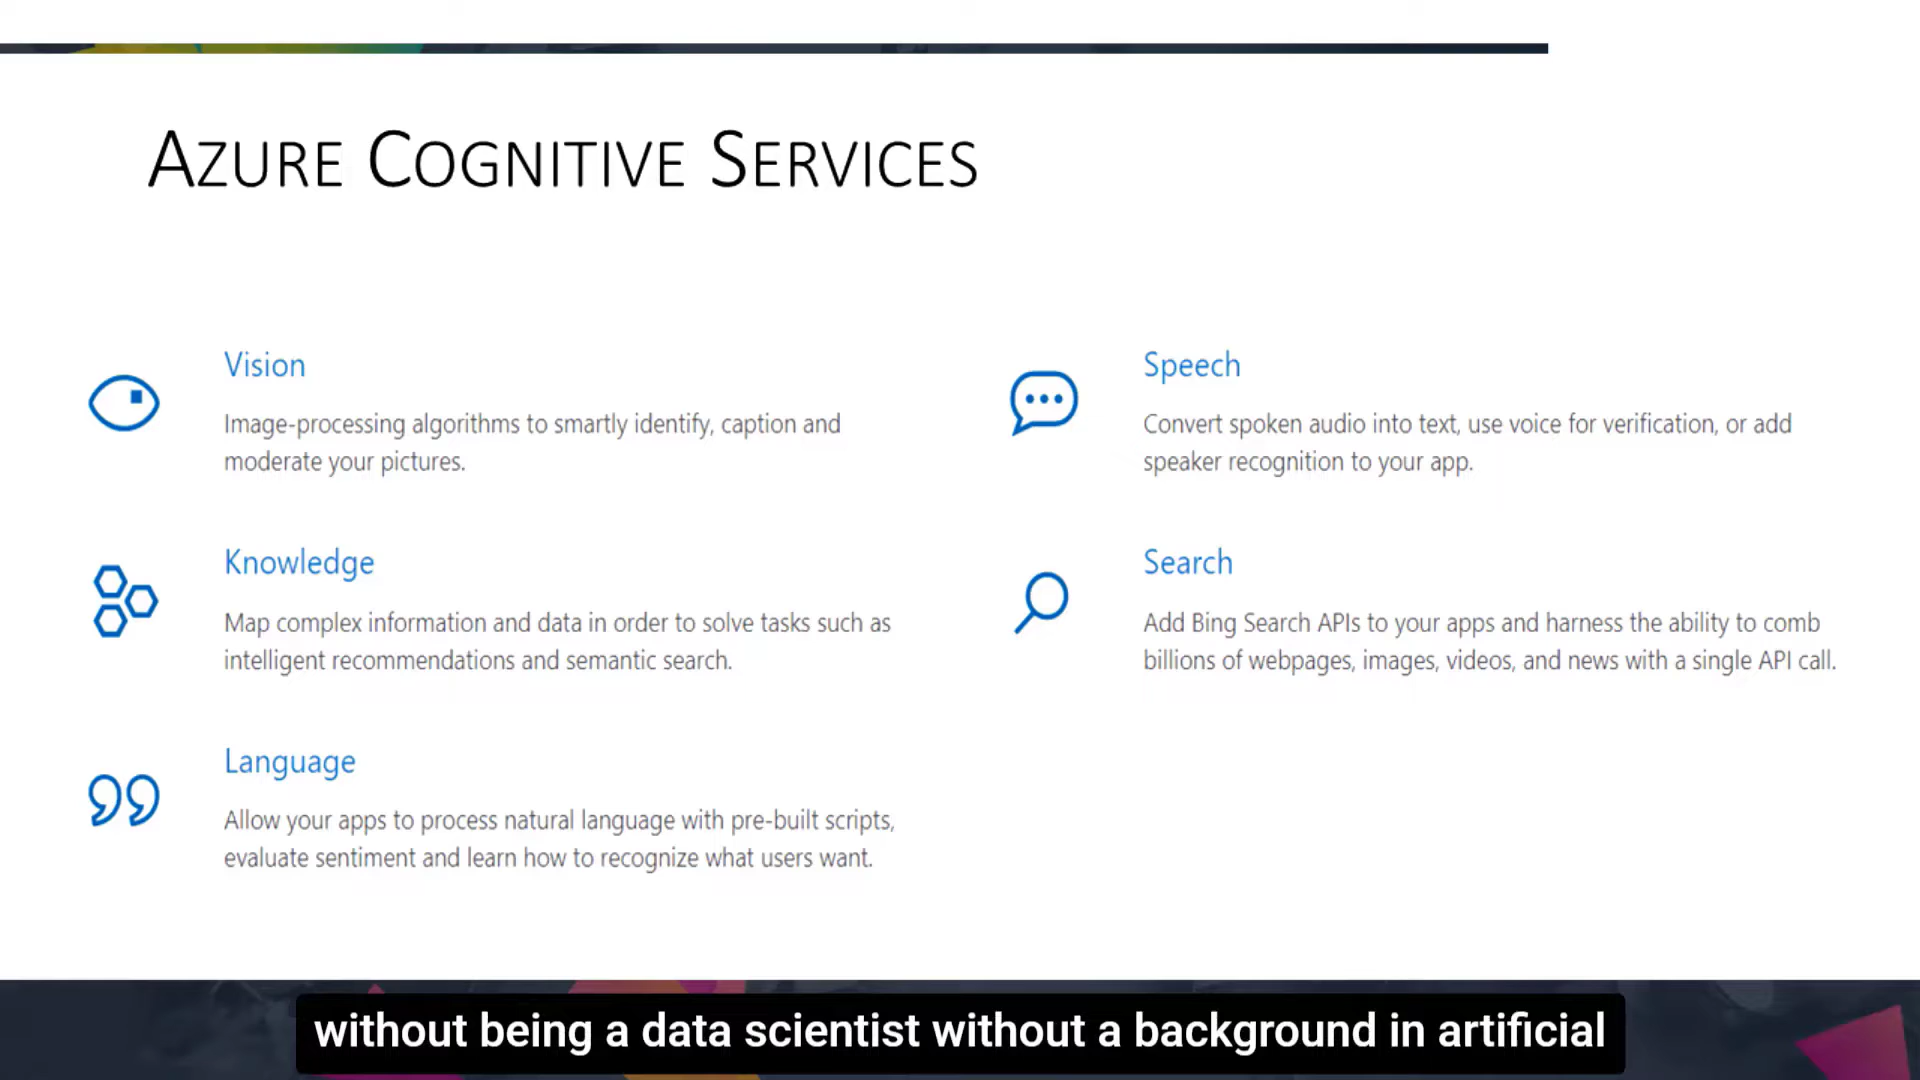 AZURE COGNITIVE SERVICES
Vision
Image-processing algorithms to smartly identify, caption and
moderate your pictures.
Speech
Convert spoken audio into text, use voice for verification, or add
speaker recognition to your app.
Knowledge
Map complex information and data in order to solve tasks such as
intelligent recommendations and semantic search.
Search
Add Bing Search APIs to your apps and harness the ability to comb
billions of webpages, images, videos, and news with a single API call.
Language
Allow your apps to process natural language with pre-built scripts,
evaluate sentiment and learn how to recognize what users want.
without being a data scientist without a background in artificial